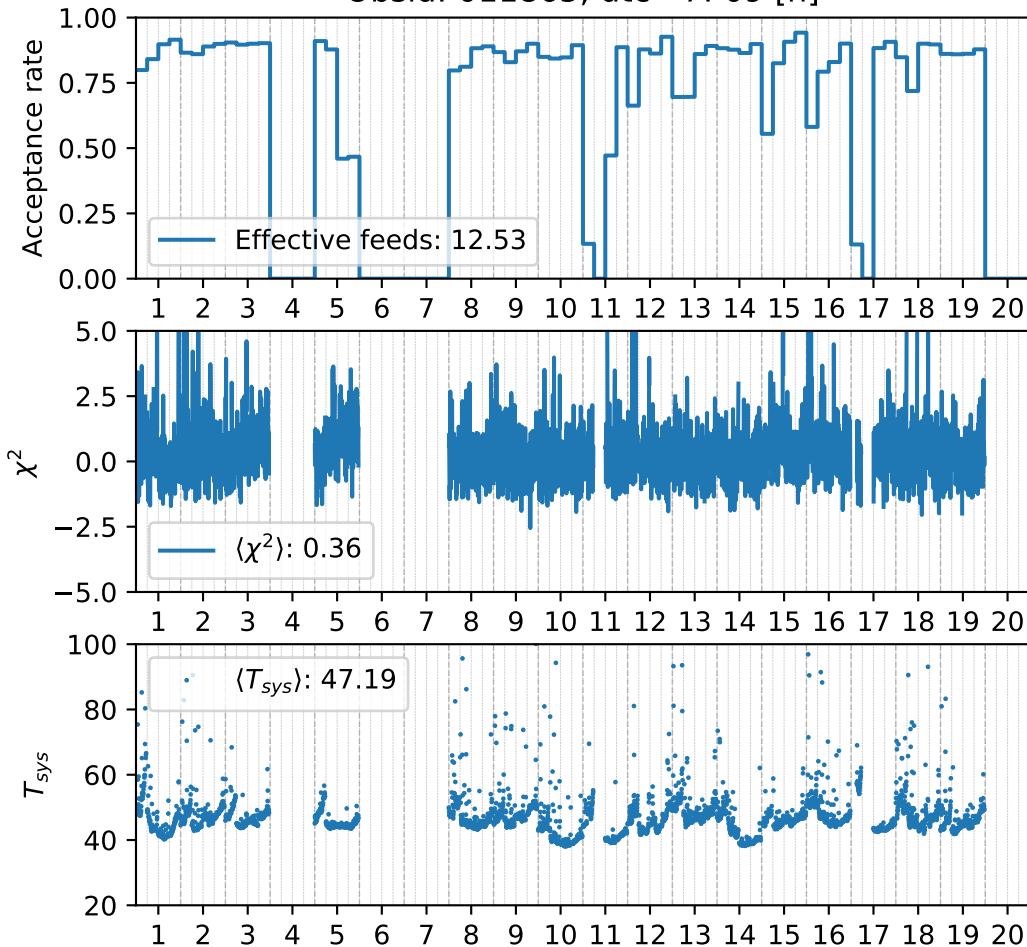 Acceptance rate
1.00
0.75
0.50
0.25
0.00
Effective feeds: 12.53
1 2 3 4 5 6 7 8 9 10 11 12 13 14 15 16 17 18 19 20
χ²
5.0
2.5
0.0
−2.5
−5.0
⟨χ²⟩: 0.36
1 2 3 4 5 6 7 8 9 10 11 12 13 14 15 16 17 18 19 20
T_sys
100
80
60
40
20
⟨T_sys⟩: 47.19
1 2 3 4 5 6 7 8 9 10 11 12 13 14 15 16 17 18 19 20